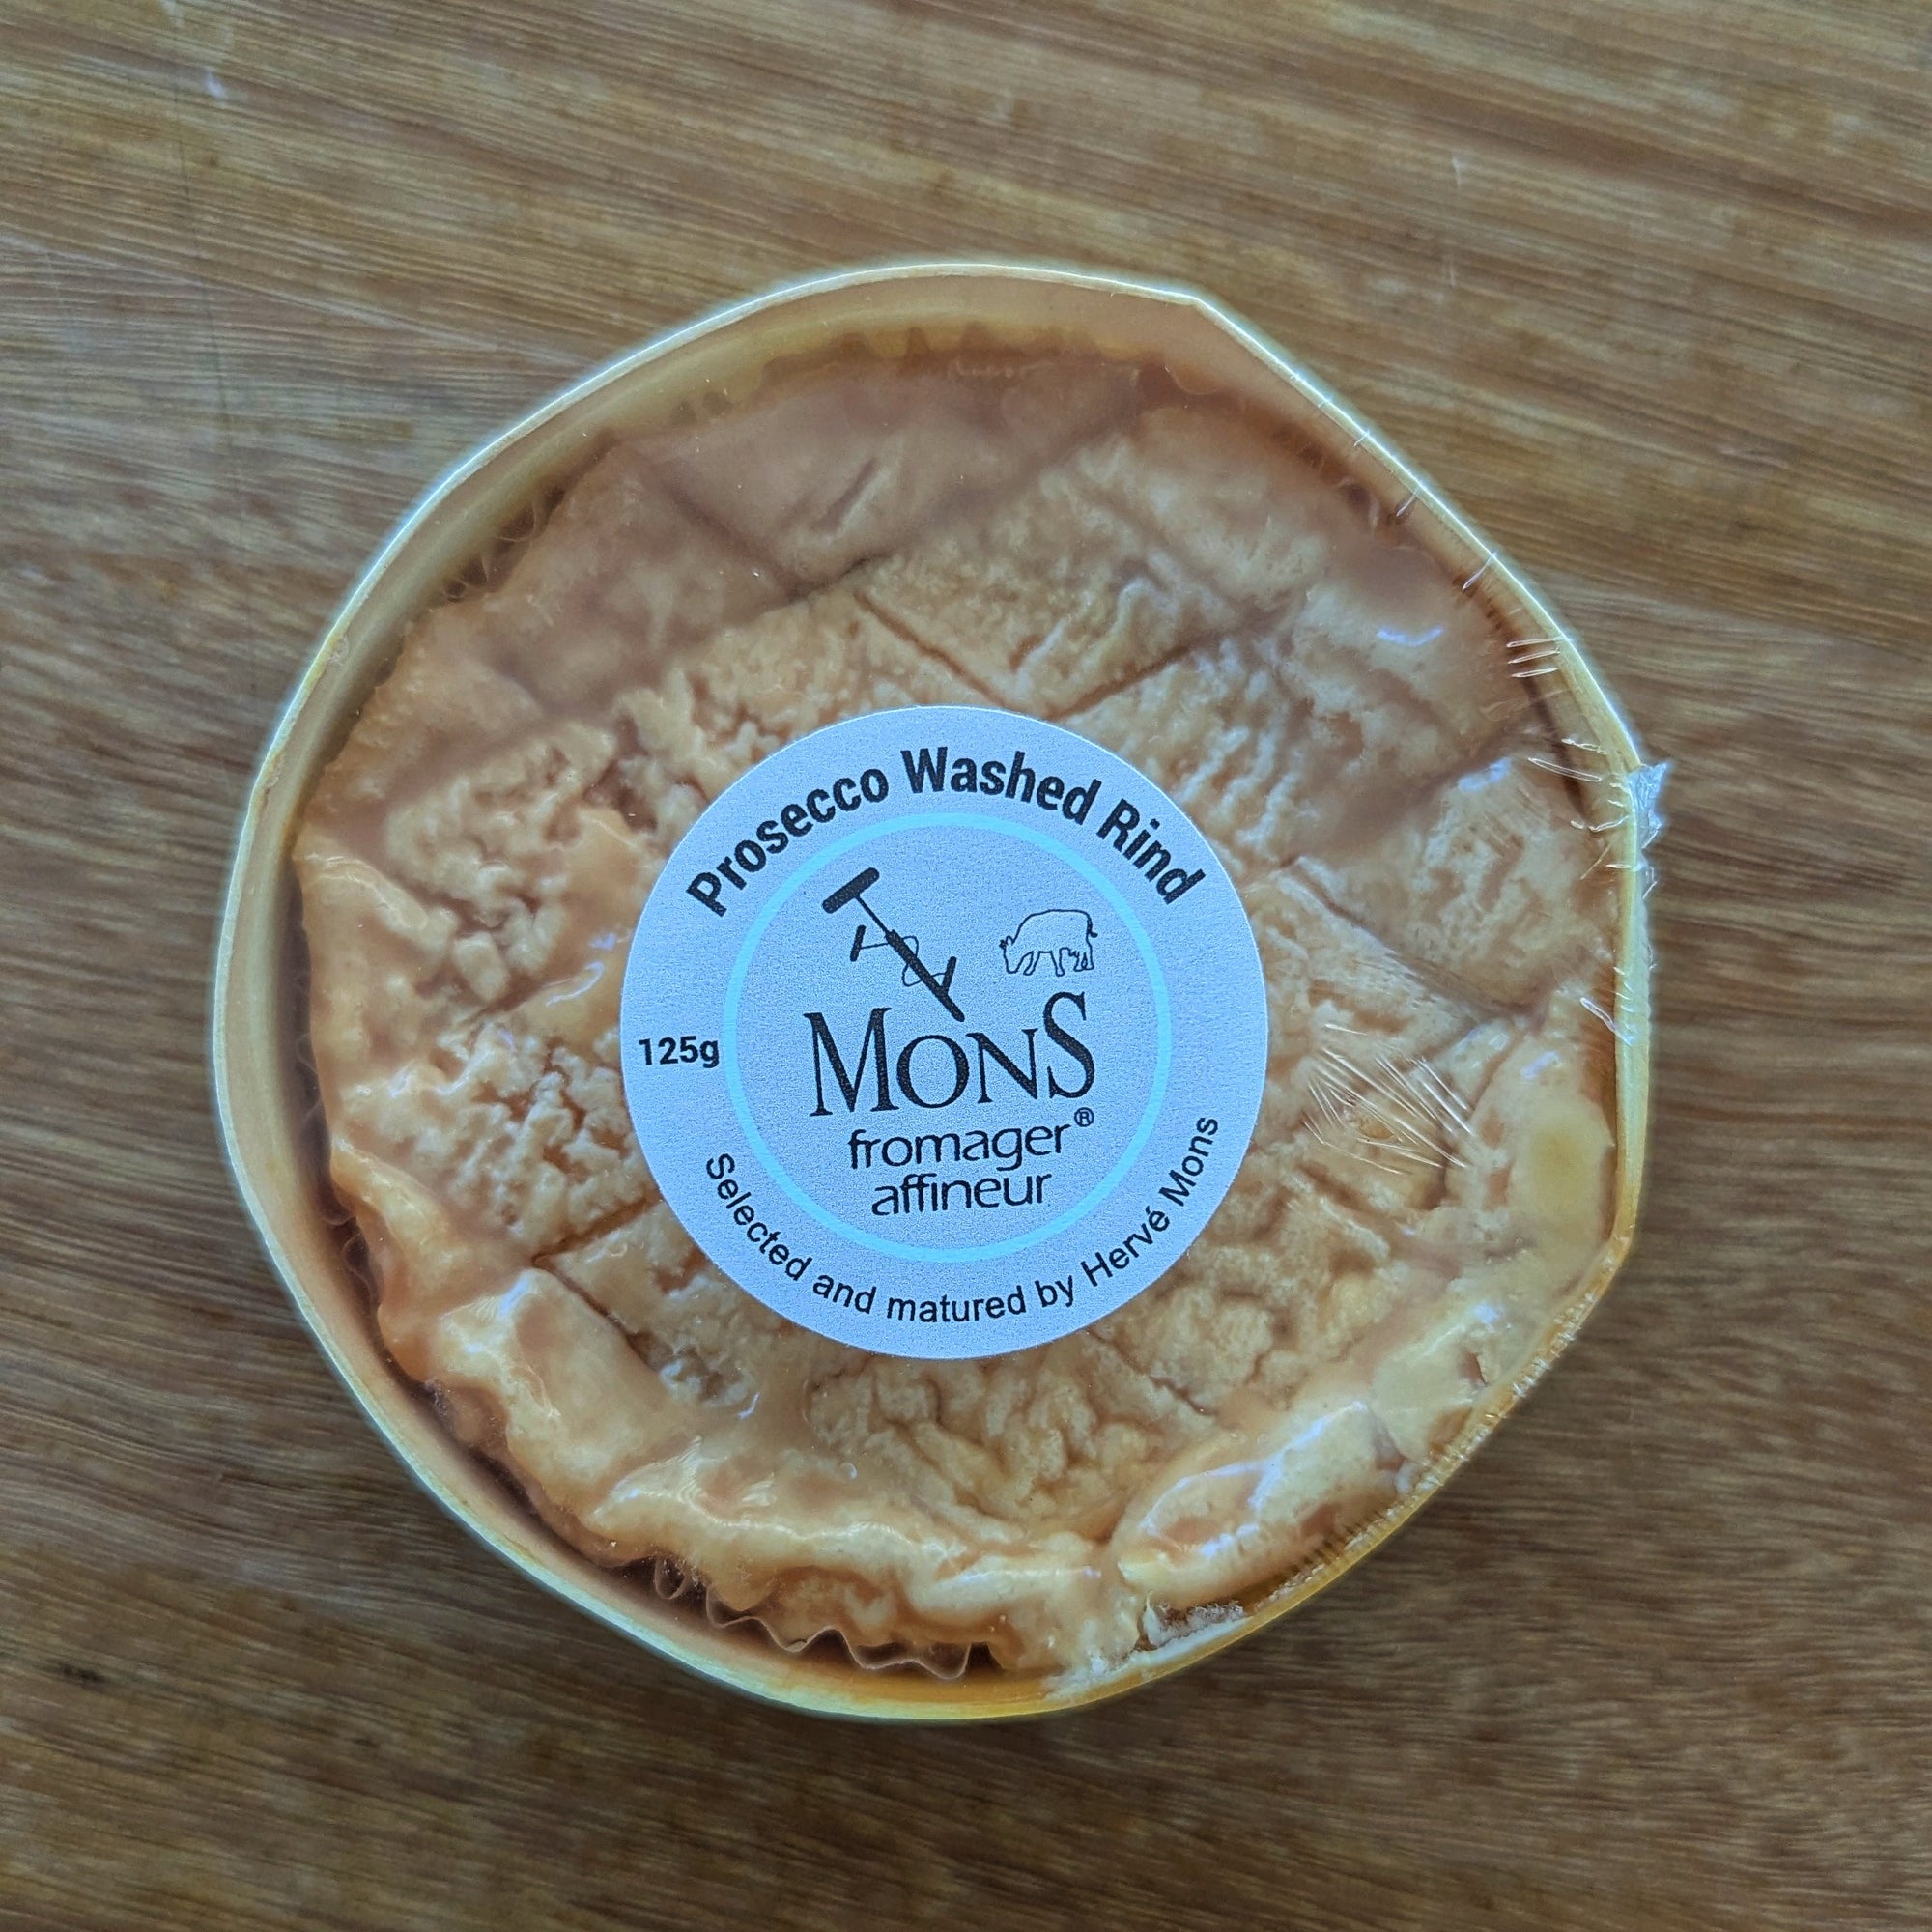 Prosecco Washed Rind
125g
MONS
fromager®
affineur
Selected and matured by Hervé Mons